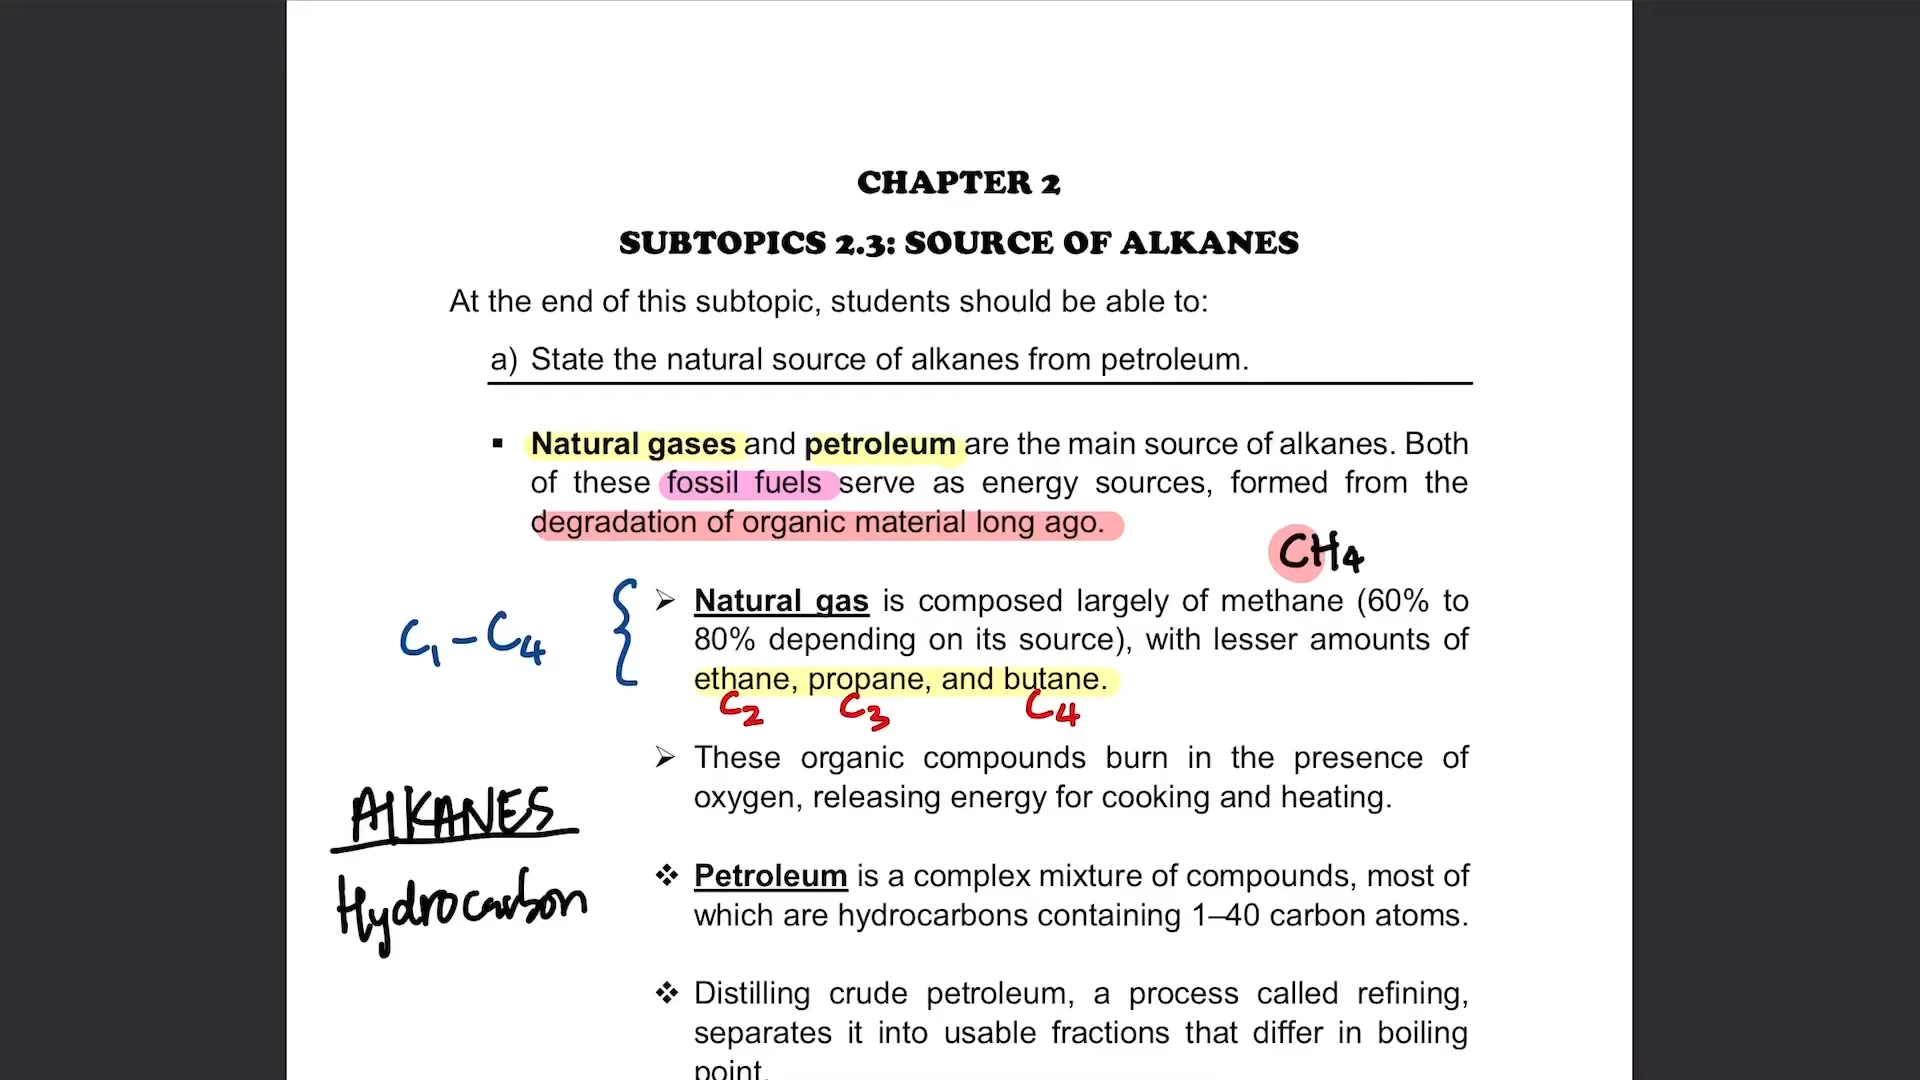 CHAPTER 2
SUBTOPICS 2.3: SOURCE OF ALKANES
At the end of this subtopic, students should be able to:
a) State the natural source of alkanes from petroleum.
▪ Natural gases and petroleum are the main source of alkanes. Both
of these fossil fuels serve as energy sources, formed from the
degradation of organic material long ago.
CH4
➢ Natural gas is composed largely of methane (60% to
80% depending on its source), with lesser amounts of
ethane, propane, and butane.
C1 - C4
C2 C3 C4
➢ These organic compounds burn in the presence of
oxygen, releasing energy for cooking and heating.
AlKANES
Hydrocarbon
❖ Petroleum is a complex mixture of compounds, most of
which are hydrocarbons containing 1–40 carbon atoms.
❖ Distilling crude petroleum, a process called refining,
separates it into usable fractions that differ in boiling
point.